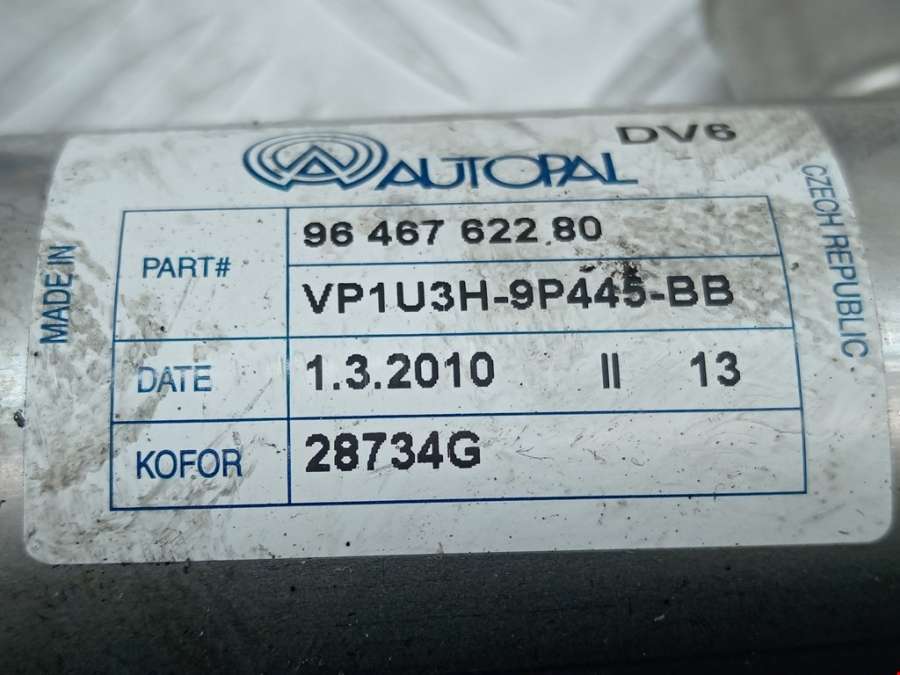 DV6
AUTOPAL
MADE IN
CZECH REPUBLIC
PART#
96 467 622 80
VP1U3H-9P445-BB
DATE
1.3.2010 II 13
KOFOR
28734G